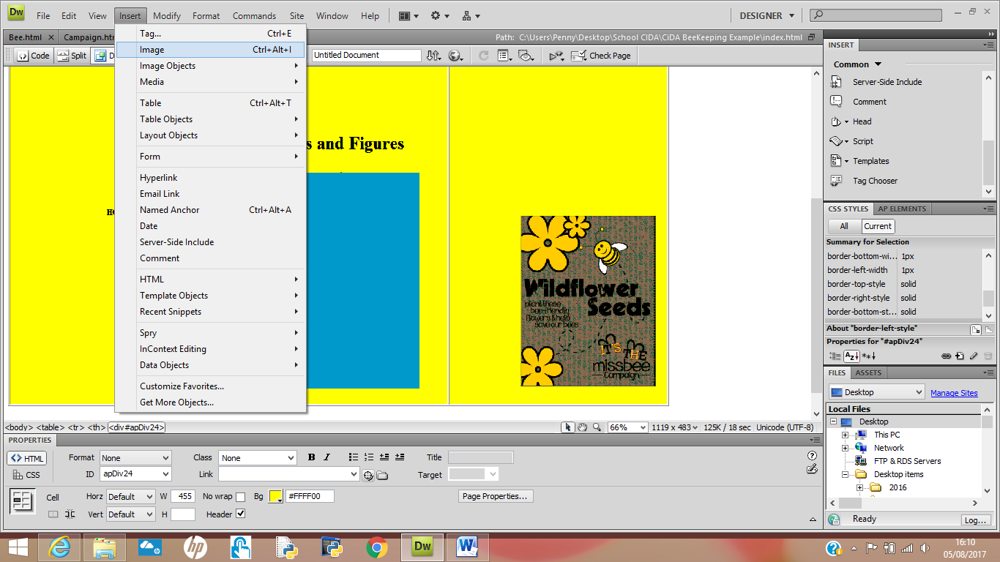 Dw File Edit View Insert Modify Format Commands Site Window Help DESIGNER
Bee.html × Campaign.htm Path: C:\Users\Penny\Desktop\School CIDA\CiDA BeeKeeping Example\index.html
Code Split D Untitled Document Check Page
Tag... Ctrl+E
Image Ctrl+Alt+I
Image Objects
Media
Table Ctrl+Alt+T
Table Objects
Layout Objects
Form
Hyperlink
Email Link
Named Anchor Ctrl+Alt+A
Date
Server-Side Include
Comment
HTML
Template Objects
Recent Snippets
Spry
InContext Editing
Data Objects
Customize Favorites...
Get More Objects...
s and Figures
HO
Wildflower
Seeds
plant these
bee-friendly
flowers & help
save our bees
IT'S THE
missbee
Campaign
INSERT
Common
Server-Side Include
Comment
Head
Script
Templates
Tag Chooser
CSS STYLES AP ELEMENTS
All Current
Summary for Selection
border-bottom-wi... 1px
border-left-width 1px
border-top-style solid
border-right-style solid
border-bottom-st... solid
About "border-left-style"
Properties for "#apDiv24"
FILES ASSETS
Desktop Manage Sites
Local Files
Desktop
This PC
Network
FTP & RDS Servers
Desktop items
2016
Ready Log...
<body> <table> <tr> <th> <div#apDiv24> 66% 1119 x 483 125K / 18 sec Unicode (UTF-8)
PROPERTIES
HTML Format None Class None B I Title
CSS ID apDiv24 Link Target
Cell Horz Default W 455 No wrap Bg #FFFF00 Page Properties...
Vert Default H Header
hp Dw W
16:10
05/08/2017